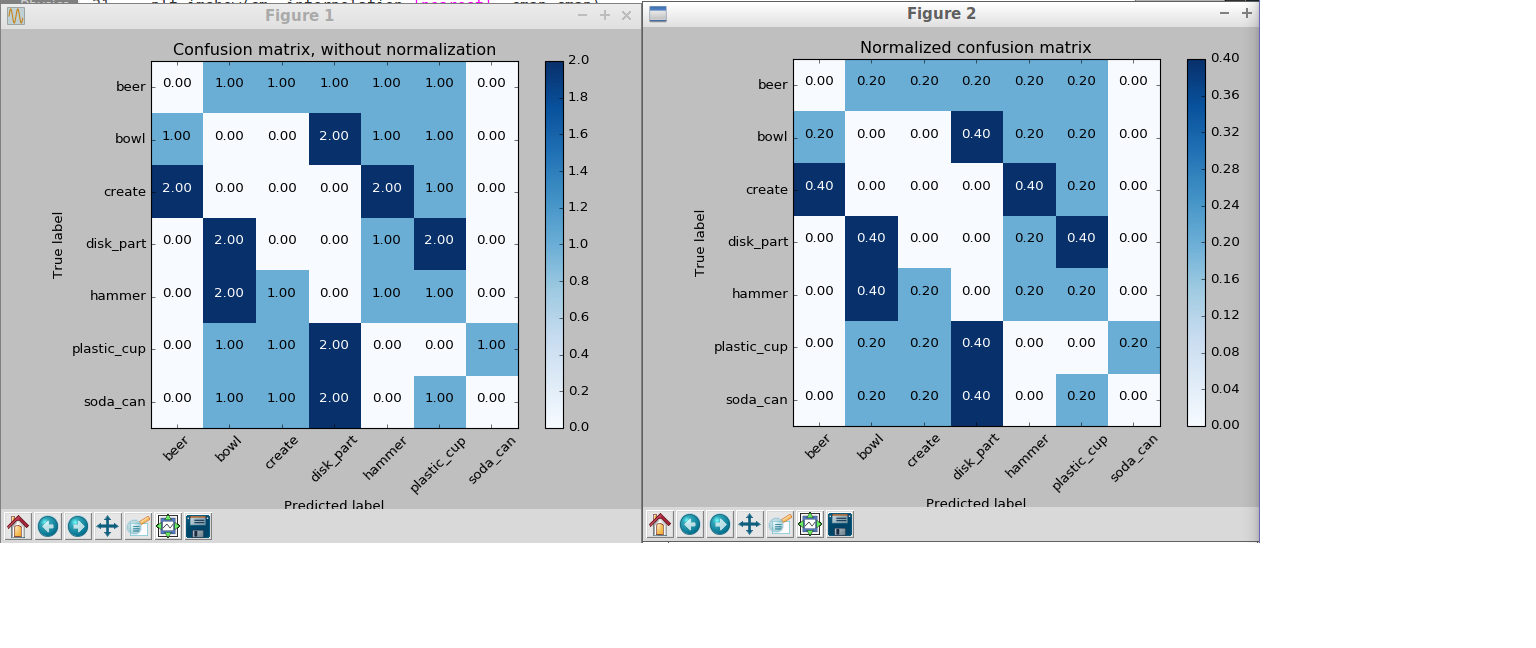 Figure 1
Confusion matrix, without normalization
True label
beer 0.00 1.00 1.00 1.00 1.00 1.00 0.00
bowl 1.00 0.00 0.00 2.00 1.00 1.00 0.00
create 2.00 0.00 0.00 0.00 2.00 1.00 0.00
disk_part 0.00 2.00 0.00 0.00 1.00 2.00 0.00
hammer 0.00 2.00 1.00 0.00 1.00 1.00 0.00
plastic_cup 0.00 1.00 1.00 2.00 0.00 0.00 1.00
soda_can 0.00 1.00 1.00 2.00 0.00 1.00 0.00
beer bowl create disk_part hammer plastic_cup soda_can
Predicted label
2.0
1.8
1.6
1.4
1.2
1.0
0.8
0.6
0.4
0.2
0.0
Figure 2
Normalized confusion matrix
True label
beer 0.00 0.20 0.20 0.20 0.20 0.20 0.00
bowl 0.20 0.00 0.00 0.40 0.20 0.20 0.00
create 0.40 0.00 0.00 0.00 0.40 0.20 0.00
disk_part 0.00 0.40 0.00 0.00 0.20 0.40 0.00
hammer 0.00 0.40 0.20 0.00 0.20 0.20 0.00
plastic_cup 0.00 0.20 0.20 0.40 0.00 0.00 0.20
soda_can 0.00 0.20 0.20 0.40 0.00 0.20 0.00
beer bowl create disk_part hammer plastic_cup soda_can
Predicted label
0.40
0.36
0.32
0.28
0.24
0.20
0.16
0.12
0.08
0.04
0.00